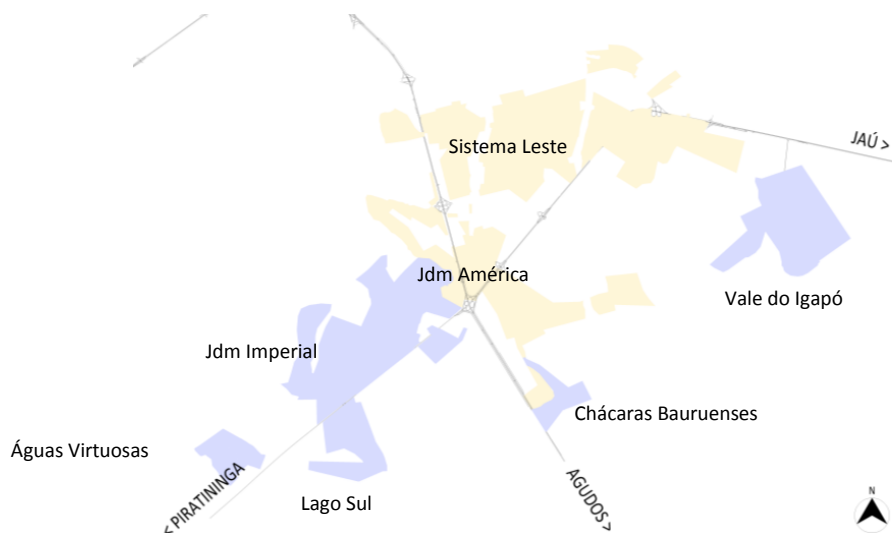 JAÚ >
Sistema Leste
Jdm América
Vale do Igapó
Jdm Imperial
Chácaras Bauruenses
Águas Virtuosas
< PIRATININGA
Lago Sul
AGUDOS >
N